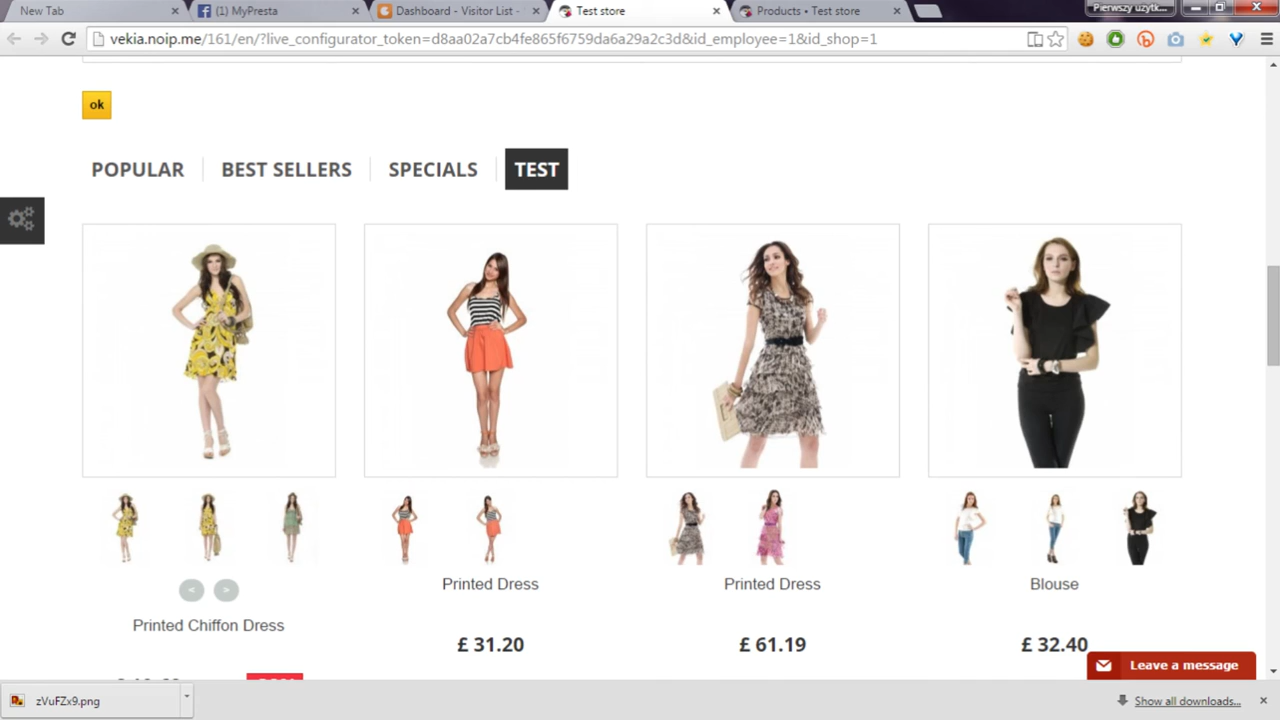 New Tab
(1) MyPresta
Dashboard - Visitor List -
Test store
Products • Test store
Pierwszy użytk...
vekia.noip.me/161/en/?live_configurator_token=d8aa02a7cb4fe865f6759da6a29a2c3d&id_employee=1&id_shop=1
ok
POPULAR
BEST SELLERS
SPECIALS
TEST
< >
Printed Chiffon Dress
Printed Dress
£ 31.20
Printed Dress
£ 61.19
Blouse
£ 32.40
Leave a message
zVuFZx9.png
Show all downloads...